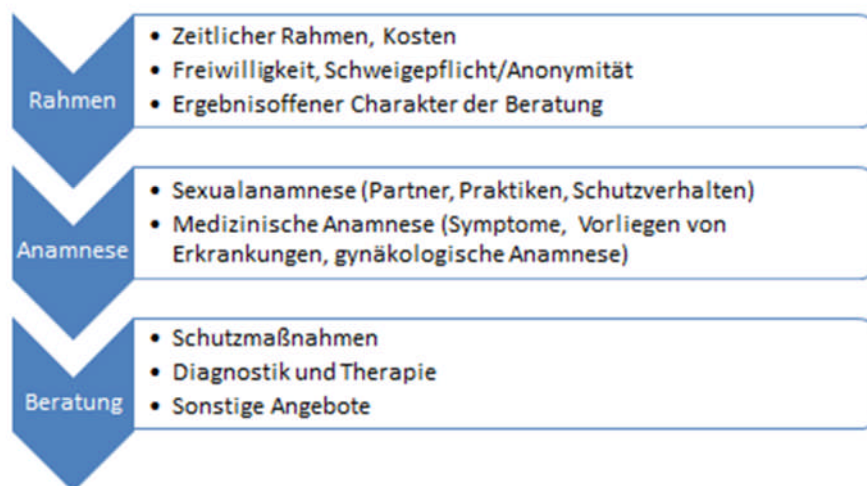 Rahmen
• Zeitlicher Rahmen, Kosten
• Freiwilligkeit, Schweigepflicht/Anonymität
• Ergebnisoffener Charakter der Beratung
Anamnese
• Sexualanamnese (Partner, Praktiken, Schutzverhalten)
• Medizinische Anamnese (Symptome, Vorliegen von
Erkrankungen, gynäkologische Anamnese)
Beratung
• Schutzmaßnahmen
• Diagnostik und Therapie
• Sonstige Angebote